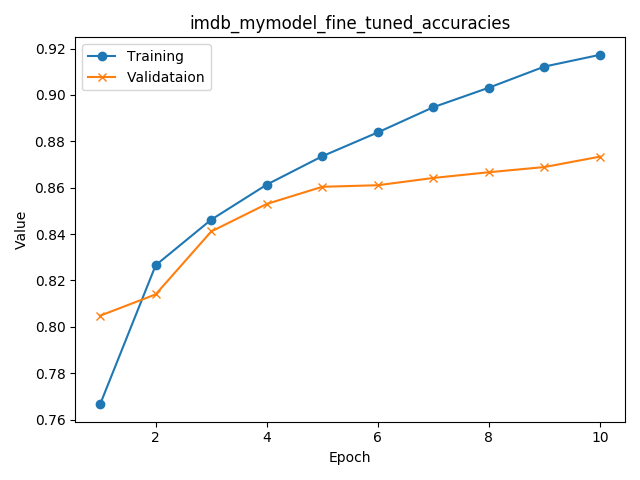 imdb_mymodel_fine_tuned_accuracies
Training
Validataion
0.92
0.90
0.88
0.86
0.84
0.82
0.80
0.78
0.76
Value
2
4
6
8
10
Epoch